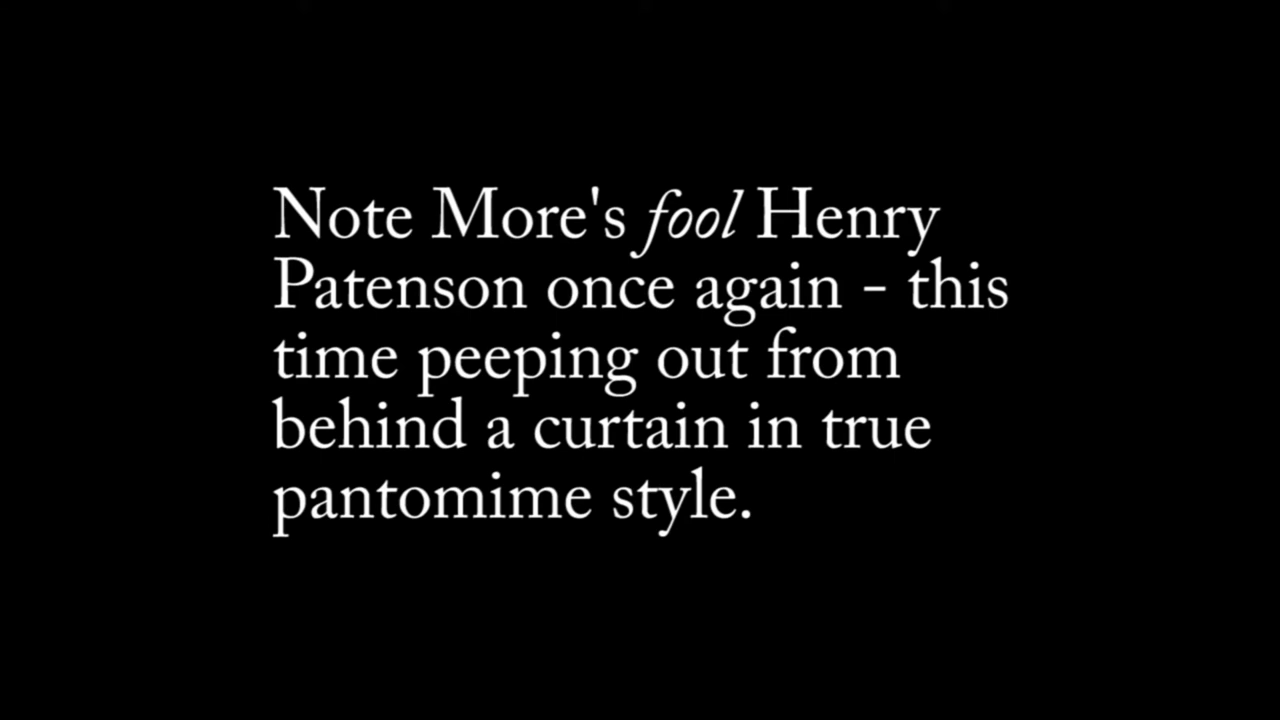 Note More's fool Henry
Patenson once again - this
time peeping out from
behind a curtain in true
pantomime style.